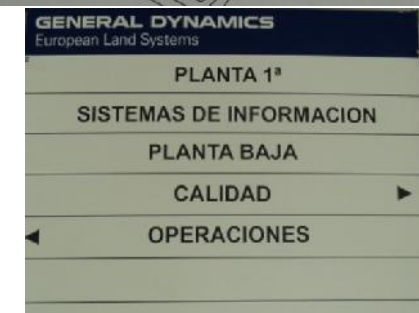 GENERAL DYNAMICS
European Land Systems
PLANTA 1ª
SISTEMAS DE INFORMACION
PLANTA BAJA
CALIDAD
OPERACIONES